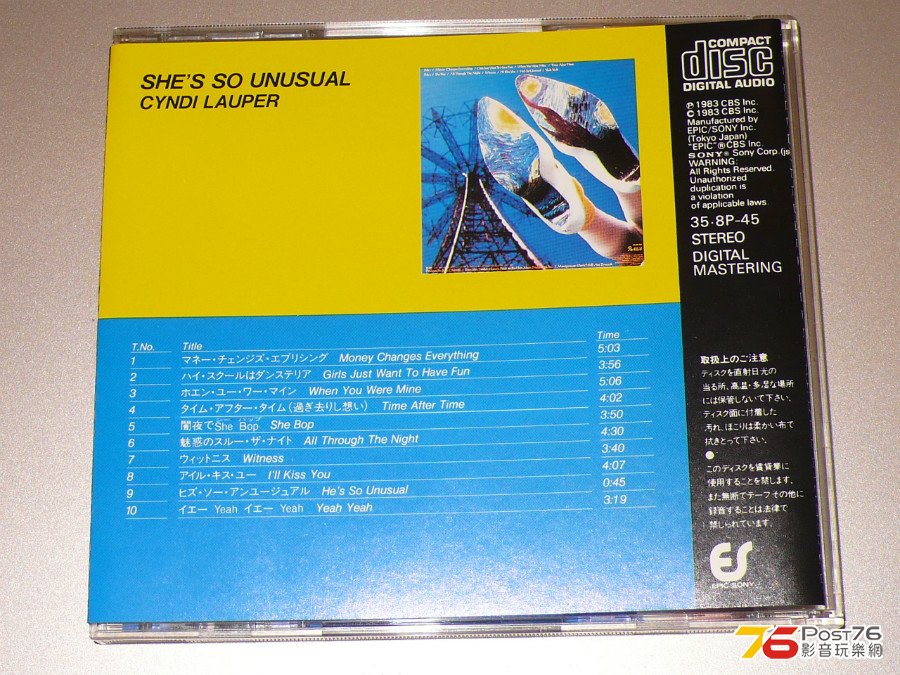 SHE'S SO UNUSUAL
CYNDI LAUPER
COMPACT
disc
DIGITAL AUDIO
℗ 1983 CBS Inc.
© 1983 CBS Inc.
Manufactured by
EPIC/SONY Inc.
(Tokyo Japan)
"EPIC" ® CBS Inc.
SONY ® Sony Corp. (js
WARNING:
All Rights Reserved.
Unauthorized
duplication is
a violation
of applicable laws.
35·8P-45
STEREO
DIGITAL
MASTERING
T.No. Title Time
1 マネー・チェンジズ・エブリシング Money Changes Everything 5:03
2 ハイ・スクールはダンステリア Girls Just Want To Have Fun 3:56
3 ホエン・ユー・ワー・マイン When You Were Mine 5:06
4 タイム・アフター・タイム(過ぎ去りし想い) Time After Time 4:02
5 闇夜でShe Bop She Bop 3:50
6 魅惑のスルー・ザ・ナイト All Through The Night 4:30
7 ウィットニス Witness 3:40
8 アイル・キス・ユー I'll Kiss You 4:07
9 ヒズ・ソー・アンユージュアル He's So Unusual 0:45
10 イエー Yeah イエー Yeah Yeah Yeah 3:19
取扱上のご注意
ディスクを直射日光の
当る所、高温・多湿な場所
には保管しないで下さい。
ディスク面に付着した
汚れ、ほこりは柔かい布で
拭きとって下さい。
●
このディスクを賃貸業に
使用することを禁します。
また無断でテープその他に
録音することは法律で
禁じられています。
ES
EPIC/SONY
76 Post76
影音玩樂網